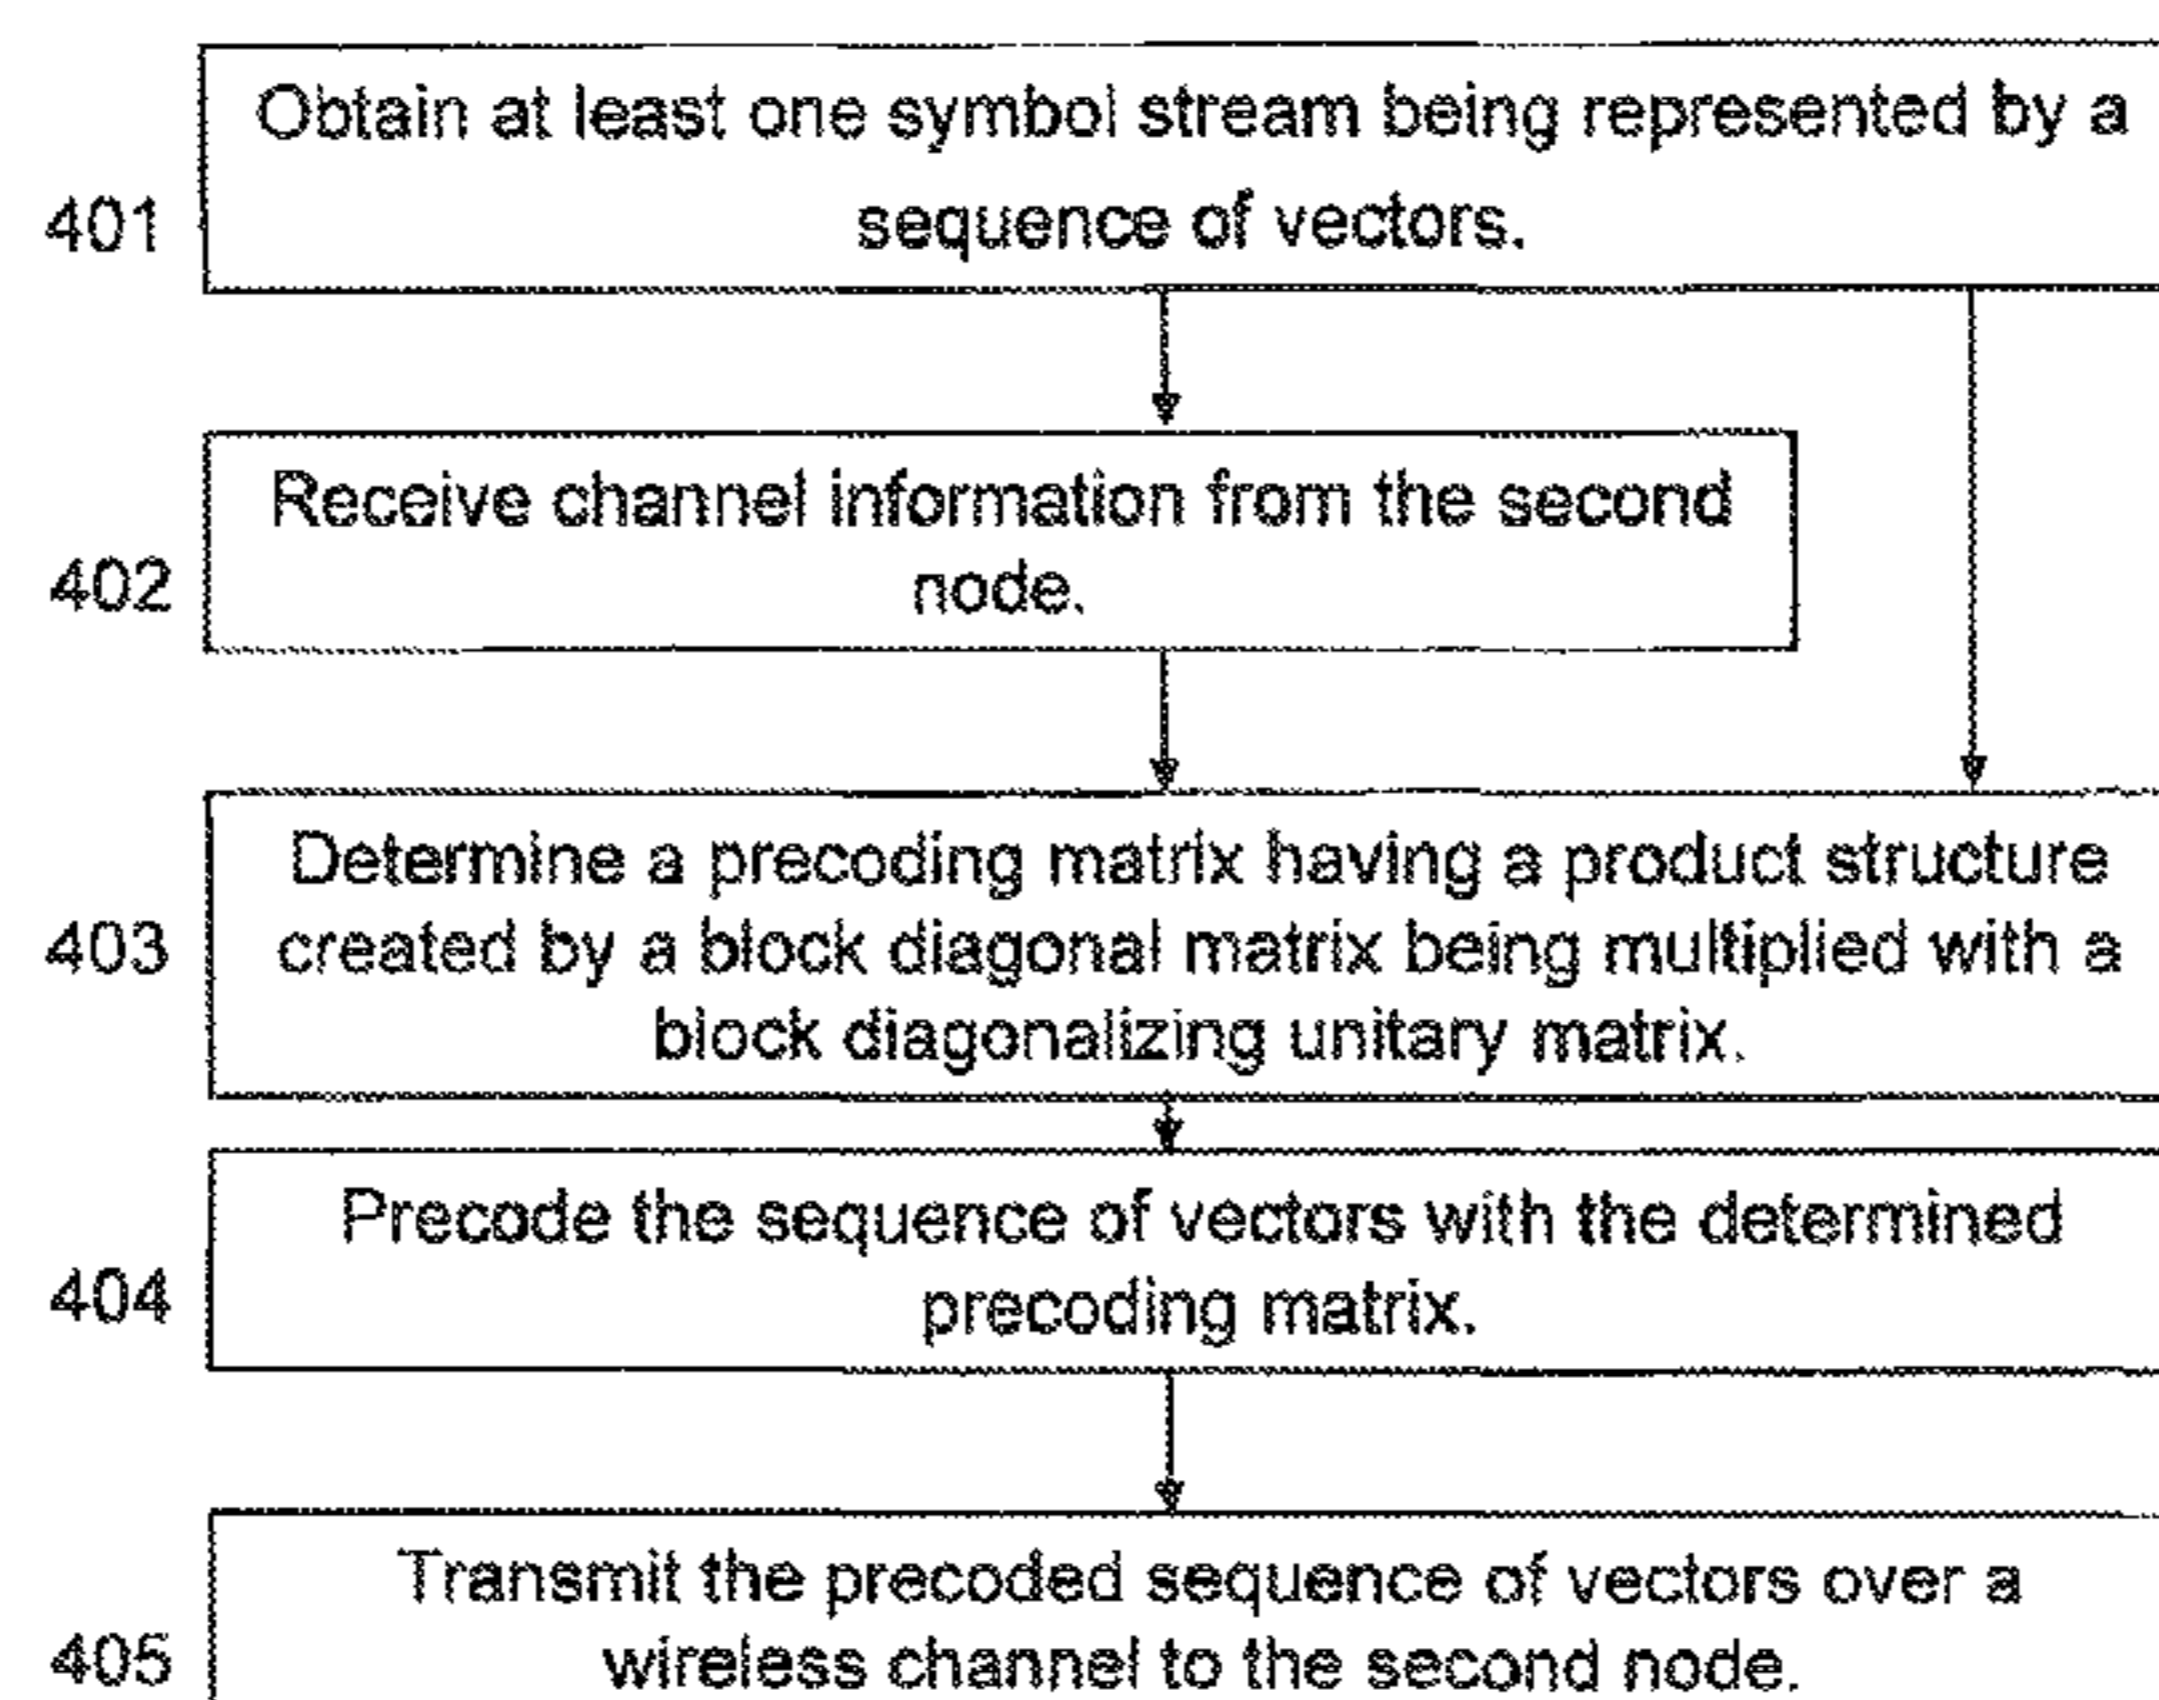 Obtain at least one symbol stream being represented by a
401
sequence of vectors.
Receive channel information from the second
402
node.
Determine a precoding matrix having a product structure
403
created by a block diagonal matrix being multiplied with a
block diagonalizing unitary matrix.
Precode the sequence of vectors with the determined
404
precoding matrix.
Transmit the precoded sequence of vectors over a
405
wireless channel to the second node.